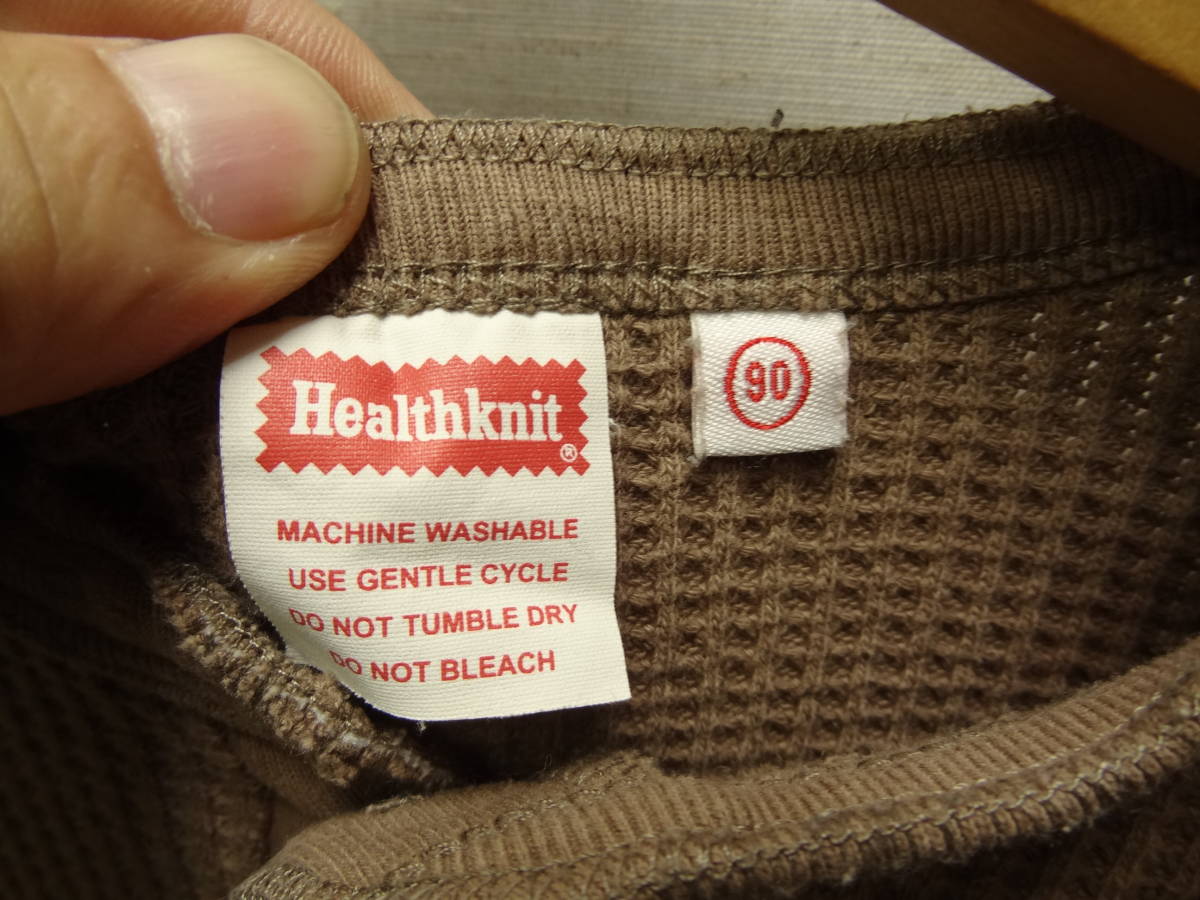 Healthknit®
MACHINE WASHABLE
USE GENTLE CYCLE
DO NOT TUMBLE DRY
DO NOT BLEACH
90